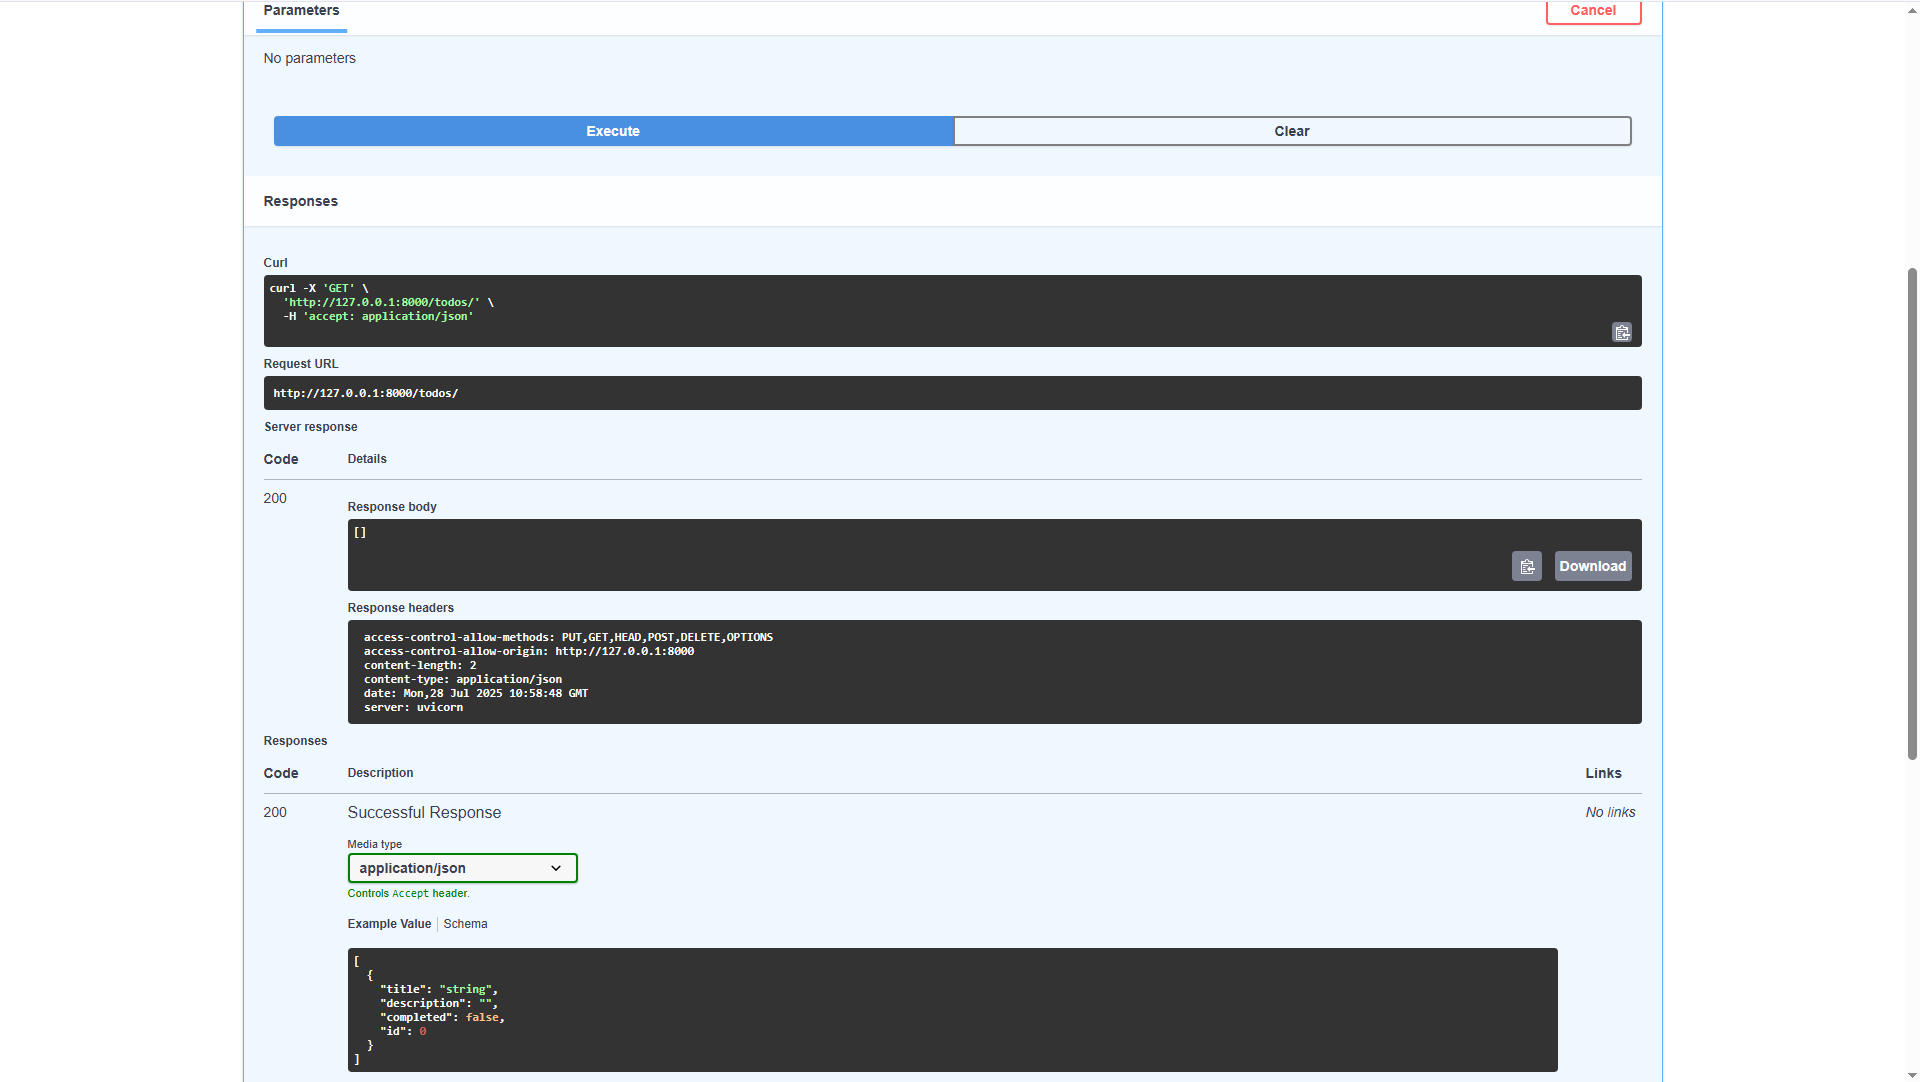 Parameters
Cancel
No parameters
Execute
Clear
Responses
Curl
curl -X 'GET' \
  'http://127.0.0.1:8000/todos/' \
  -H 'accept: application/json'
Request URL
http://127.0.0.1:8000/todos/
Server response
Code Details
200
Response body
[]
Download
Response headers
access-control-allow-methods: PUT,GET,HEAD,POST,DELETE,OPTIONS
access-control-allow-origin: http://127.0.0.1:8000
content-length: 2
content-type: application/json
date: Mon,28 Jul 2025 10:58:48 GMT
server: uvicorn
Responses
Code Description Links
200 Successful Response No links
Media type
application/json
Controls Accept header.
Example Value Schema
[
  {
    "title": "string",
    "description": "",
    "completed": false,
    "id": 0
  }
]